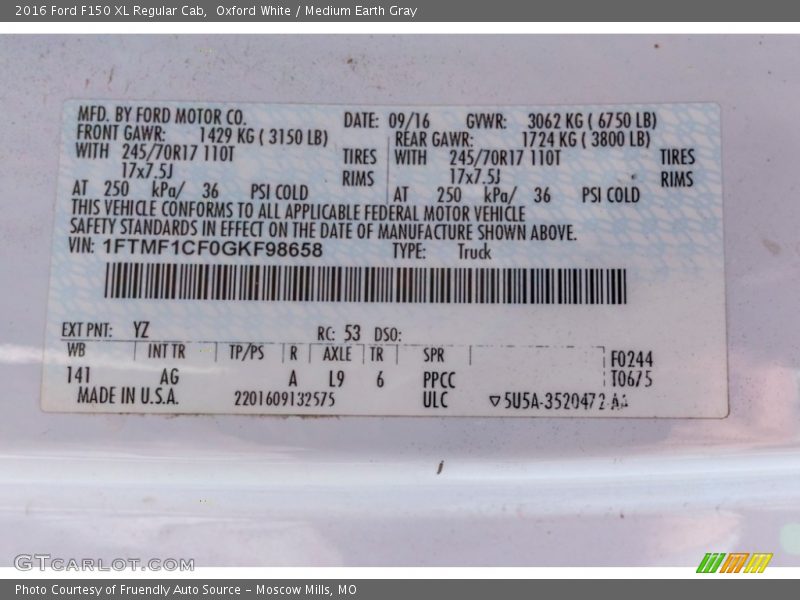 2016 Ford F150 XL Regular Cab,  Oxford White / Medium Earth Gray
MFD. BY FORD MOTOR CO. DATE: 09/16 GVWR: 3062 KG ( 6750 LB)
FRONT GAWR: 1429 KG ( 3150 LB) REAR GAWR: 1724 KG ( 3800 LB)
WITH 245/70R17 110T TIRES WITH 245/70R17 110T TIRES
17x7.5J RIMS 17x7.5J RIMS
AT 250 kPa/ 36 PSI COLD AT 250 kPa/ 36 PSI COLD
THIS VEHICLE CONFORMS TO ALL APPLICABLE FEDERAL MOTOR VEHICLE
SAFETY STANDARDS IN EFFECT ON THE DATE OF MANUFACTURE SHOWN ABOVE.
VIN: 1FTMF1CF0GKF98658 TYPE: Truck
EXT PNT: YZ RC: 53 DSO:
WB INT TR TP/PS R AXLE TR SPR F0244
141 AG A L9 6 PPCC T0675
MADE IN U.S.A. 2201609132575 ULC ▽5U5A-3520472-AA
GTCARLOT.COM
Photo Courtesy of Fruendly Auto Source – Moscow Mills, MO